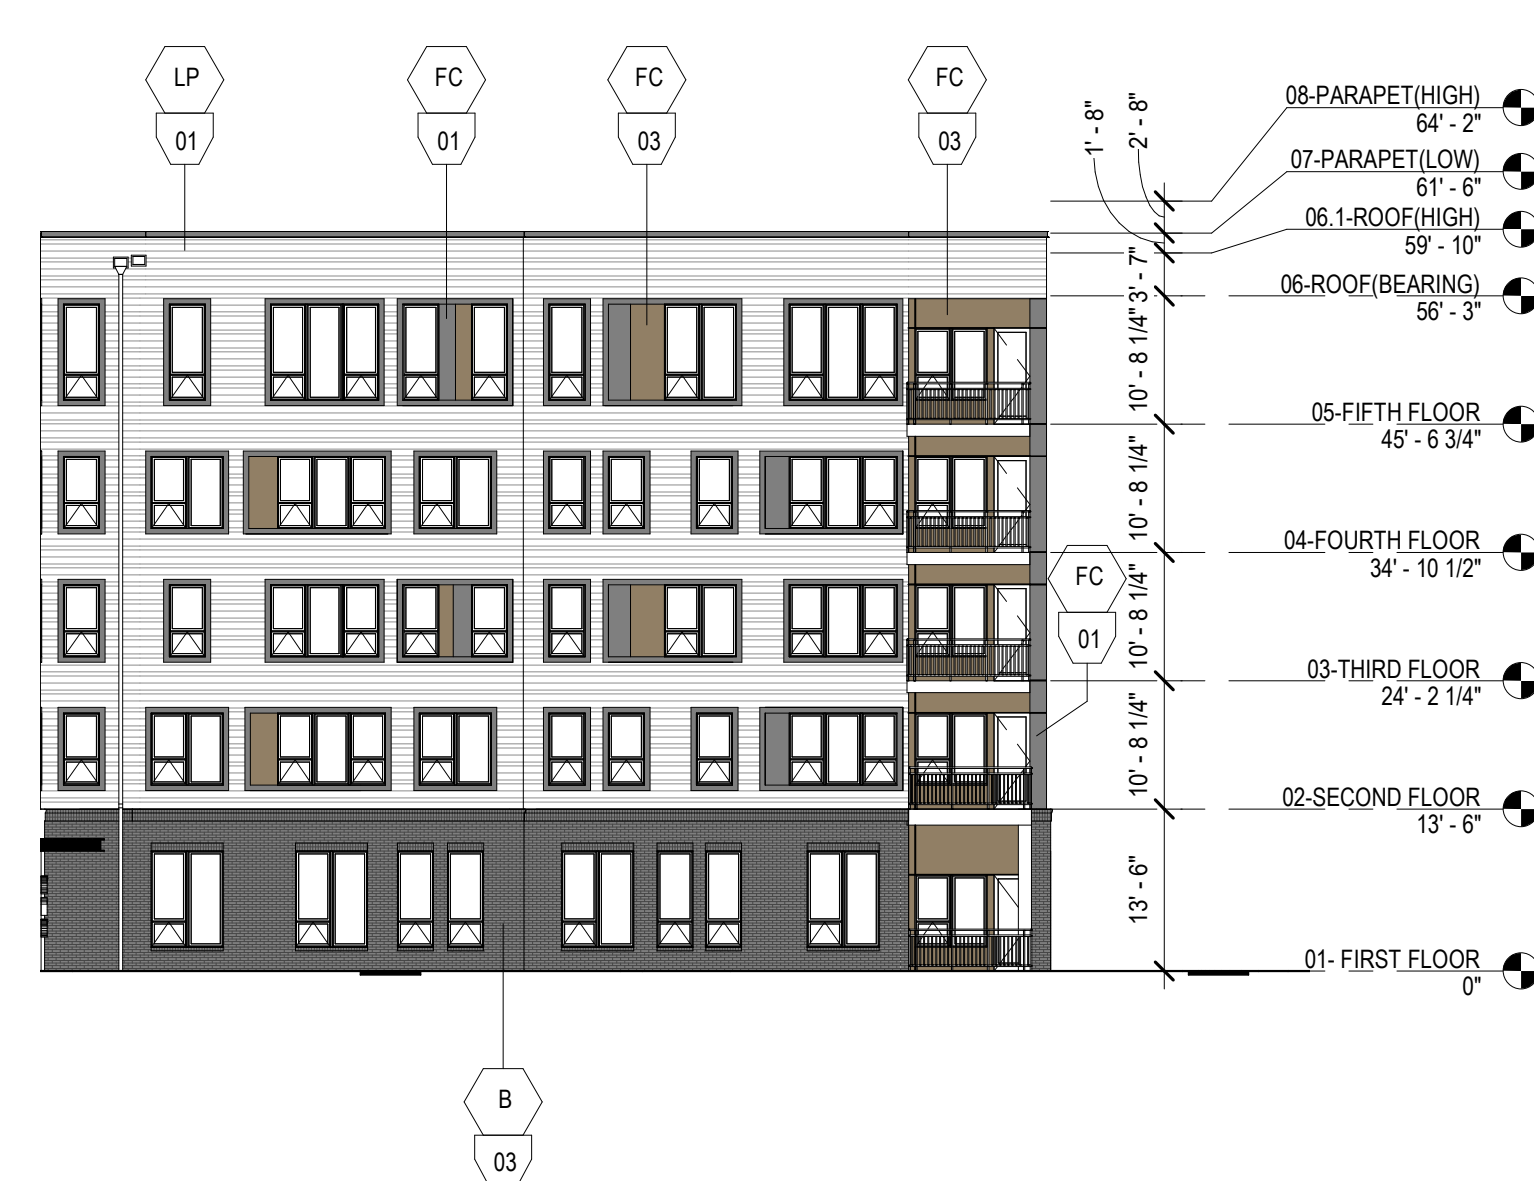 LP
01
FC
01
FC
03
FC
03
1' - 8"
2' - 8"
08-PARAPET(HIGH)
64' - 2"
07-PARAPET(LOW)
61' - 6"
06.1-ROOF(HIGH)
59' - 10"
3' - 7"
06-ROOF(BEARING)
56' - 3"
10' - 8 1/4"
05-FIFTH FLOOR
45' - 6 3/4"
10' - 8 1/4"
04-FOURTH FLOOR
34' - 10 1/2"
FC
01
10' - 8 1/4"
03-THIRD FLOOR
24' - 2 1/4"
10' - 8 1/4"
02-SECOND FLOOR
13' - 6"
13' - 6"
01- FIRST FLOOR
0"
B
03